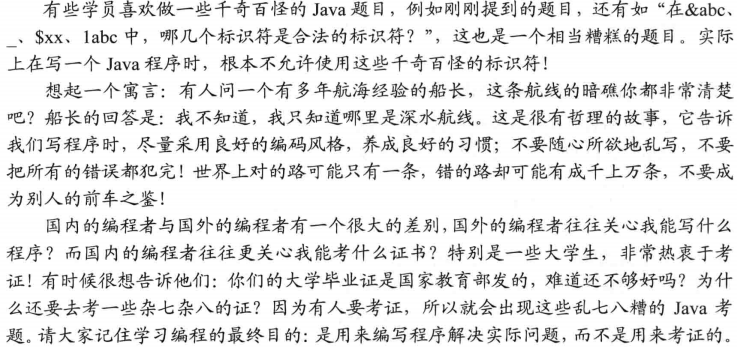 有些学员喜欢做一些千奇百怪的 Java 题目，例如刚刚提到的题目，还有如“在&abc、
_、$xx、1abc 中，哪几个标识符是合法的标识符？”，这也是一个相当糟糕的题目。实际
上在写一个 Java 程序时，根本不允许使用这些千奇百怪的标识符！
想起一个寓言：有人问一个有多年航海经验的船长，这条航线的暗礁你都非常清楚
吧？船长的回答是：我不知道，我只知道哪里是深水航线。这是很有哲理的故事，它告诉
我们写程序时，尽量采用良好的编码风格，养成良好的习惯；不要随心所欲地乱写，不要
把所有的错误都犯完！世界上对的路可能只有一条，错的路却可能有成千上万条，不要成
为别人的前车之鉴！
国内的编程者与国外的编程者有一个很大的差别，国外的编程者往往关心我能写什么
程序？而国内的编程者往往更关心我能考什么证书？特别是一些大学生，非常热衷于考
证！有时候很想告诉他们：你们的大学毕业证是国家教育部发的，难道还不够好吗？为什
么还要去考一些杂七杂八的证？因为有人要考证，所以就会出现这些乱七八糟的 Java 考
题。请大家记住学习编程的最终目的：是用来编写程序解决实际问题，而不是用来考证的。